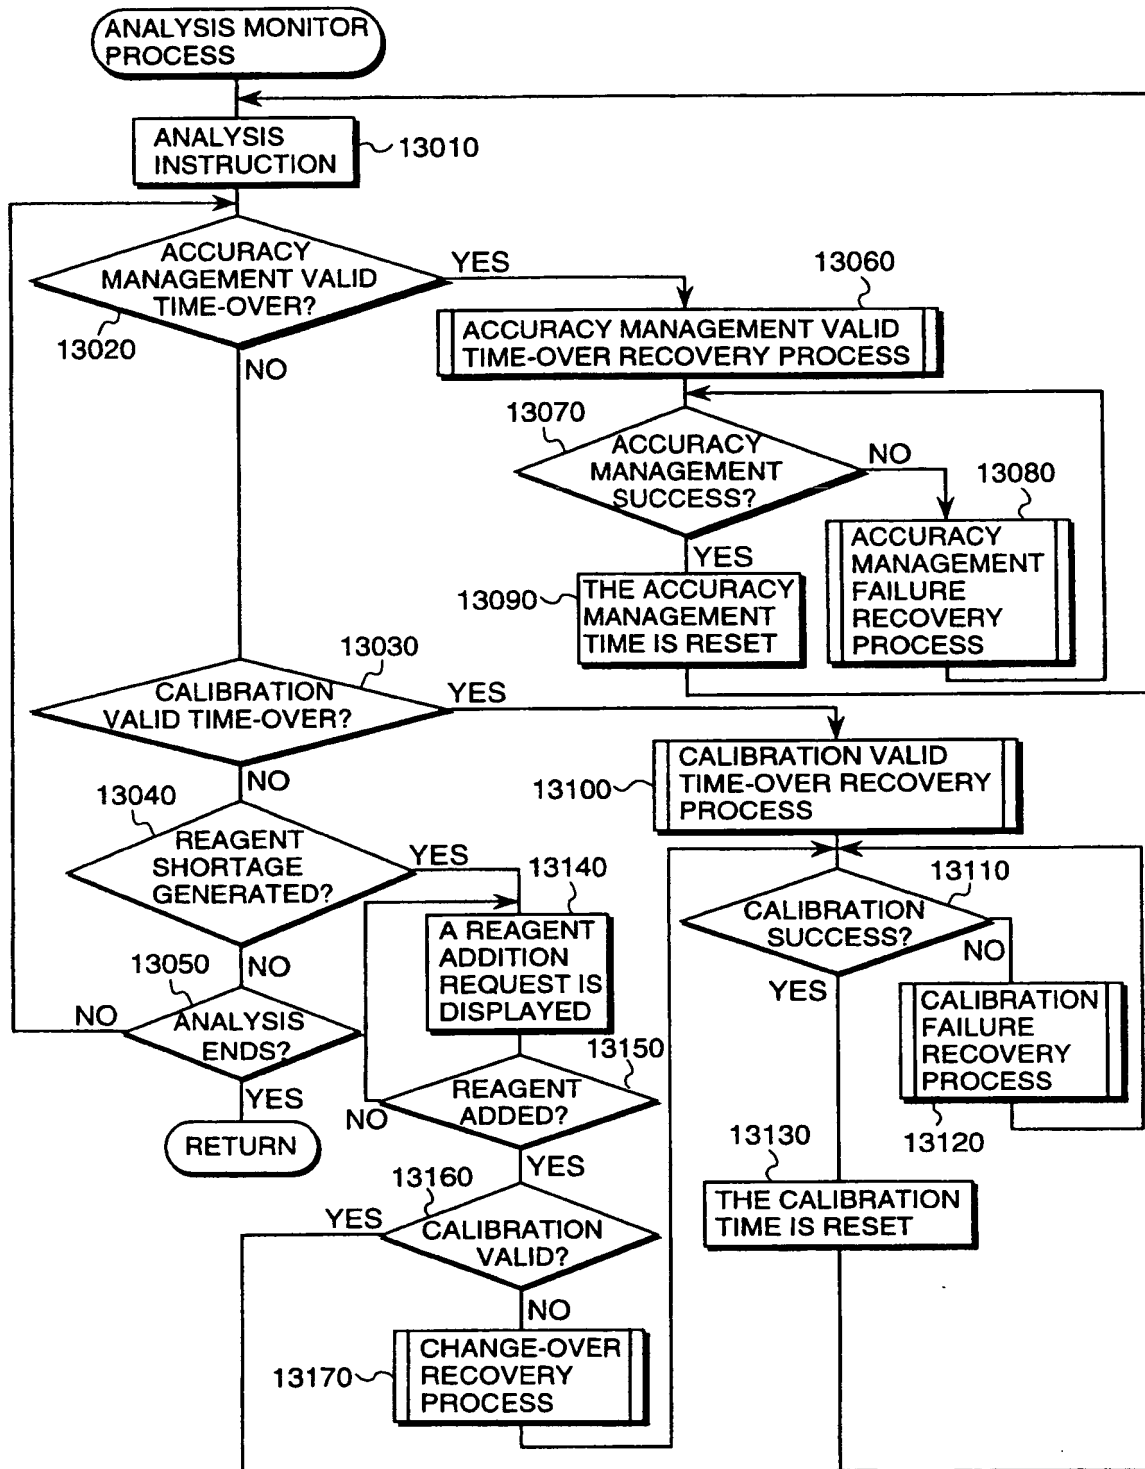 ANALYSIS MONITOR
PROCESS
ANALYSIS
INSTRUCTION
13010
ACCURACY
MANAGEMENT VALID
TIME-OVER?
YES
13020
NO
13060
ACCURACY MANAGEMENT VALID
TIME-OVER RECOVERY PROCESS
13070
ACCURACY
MANAGEMENT
SUCCESS?
NO
13080
YES
ACCURACY
MANAGEMENT
FAILURE
RECOVERY
PROCESS
13090
THE ACCURACY
MANAGEMENT
TIME IS RESET
13030
CALIBRATION
VALID TIME-OVER?
YES
NO
13100
CALIBRATION VALID
TIME-OVER RECOVERY
PROCESS
13040
REAGENT
SHORTAGE
GENERATED?
YES
NO
13140
A REAGENT
ADDITION
REQUEST IS
DISPLAYED
13110
CALIBRATION
SUCCESS?
NO
YES
13050
ANALYSIS
ENDS?
NO
YES
RETURN
CALIBRATION
FAILURE
RECOVERY
PROCESS
13120
13150
REAGENT
ADDED?
NO
YES
13130
THE CALIBRATION
TIME IS RESET
13160
CALIBRATION
VALID?
YES
NO
13170
CHANGE-OVER
RECOVERY
PROCESS